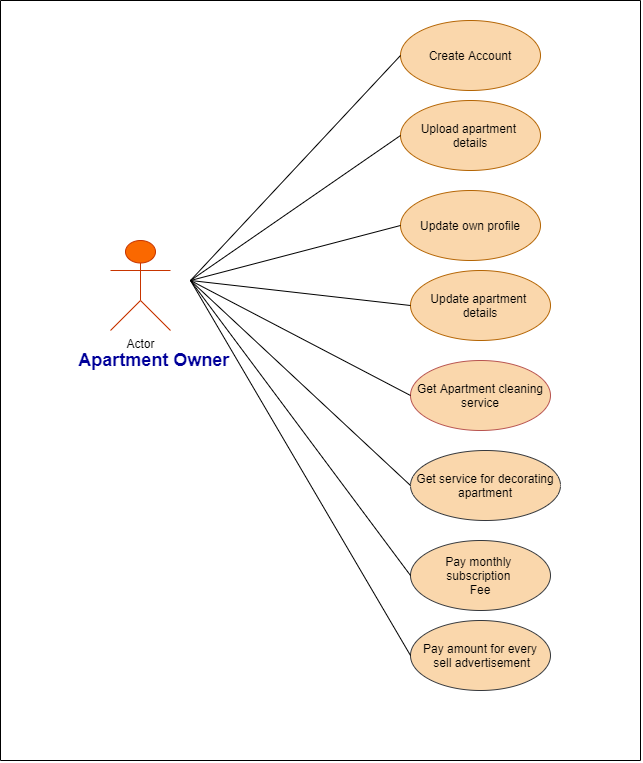 Create Account
Upload apartment
details
Update own profile
Update apartment
details
Actor
Apartment Owner
Get Apartment cleaning
service
Get service for decorating
apartment
Pay monthly
subscription
Fee
Pay amount for every
sell advertisement